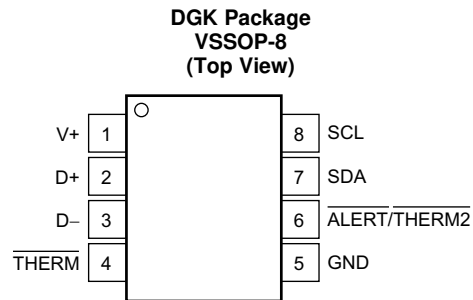 DGK Package
VSSOP-8
(Top View)
V+ 1 8 SCL
D+ 2 7 SDA
D− 3 6 ALERT/THERM2
THERM 4 5 GND